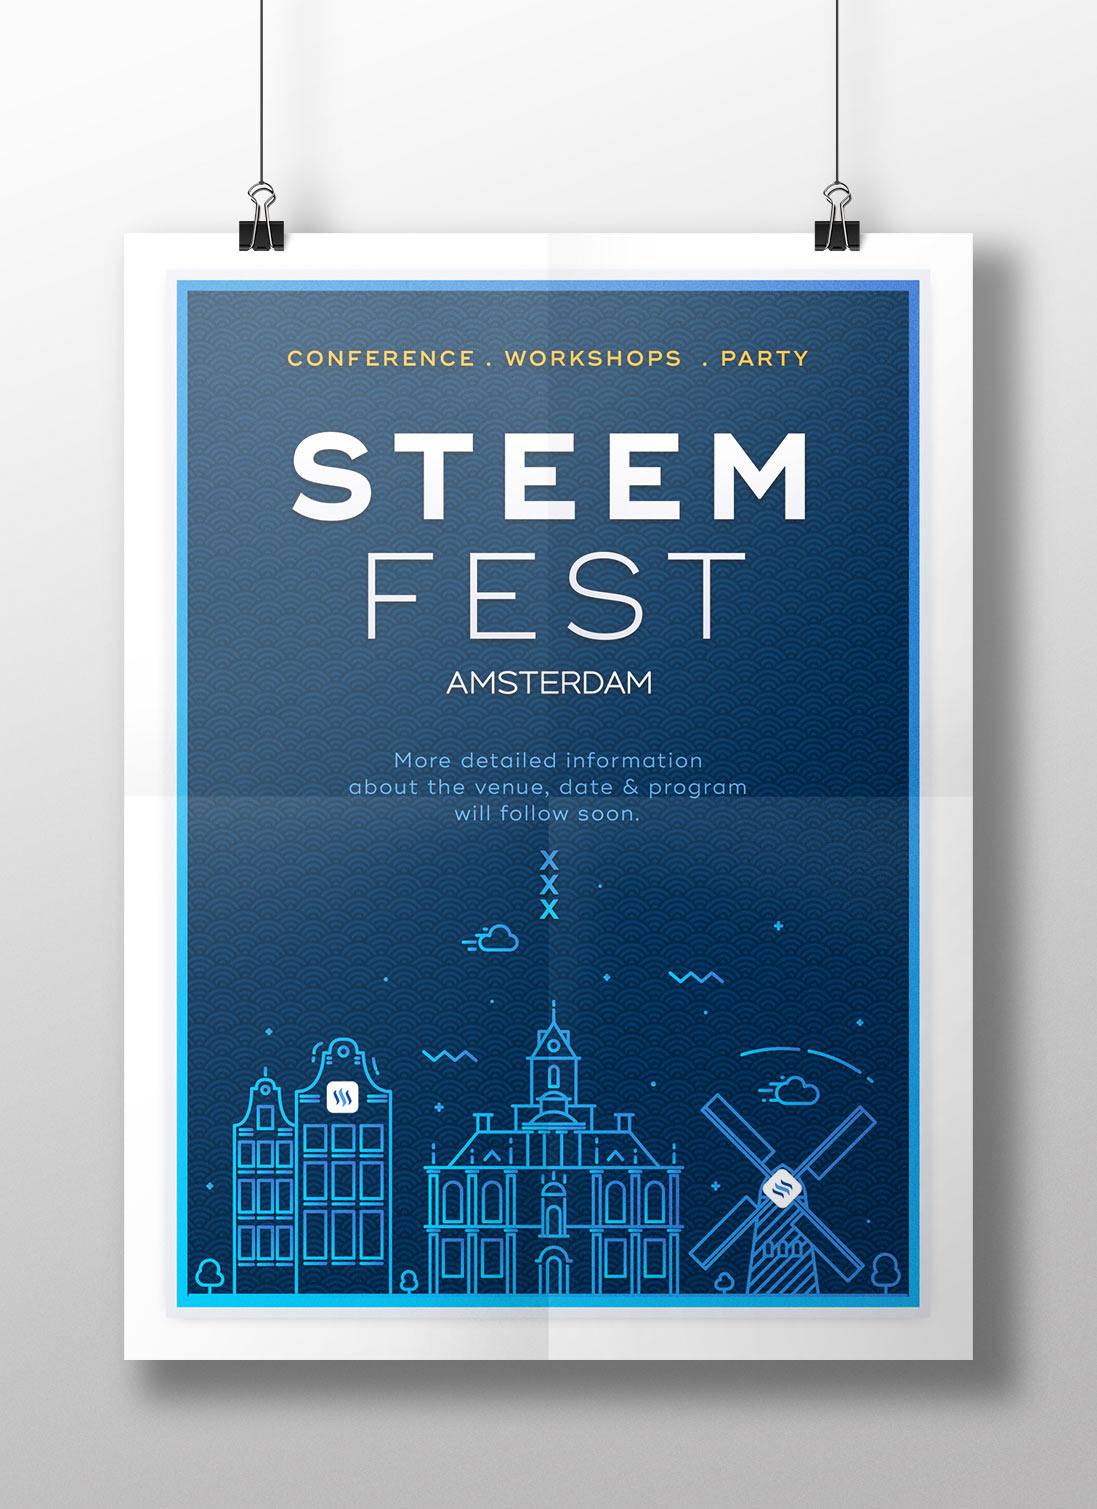 CONFERENCE . WORKSHOPS . PARTY
STEEM
FEST
AMSTERDAM
More detailed information
about the venue, date & program
will follow soon.
X
X
X